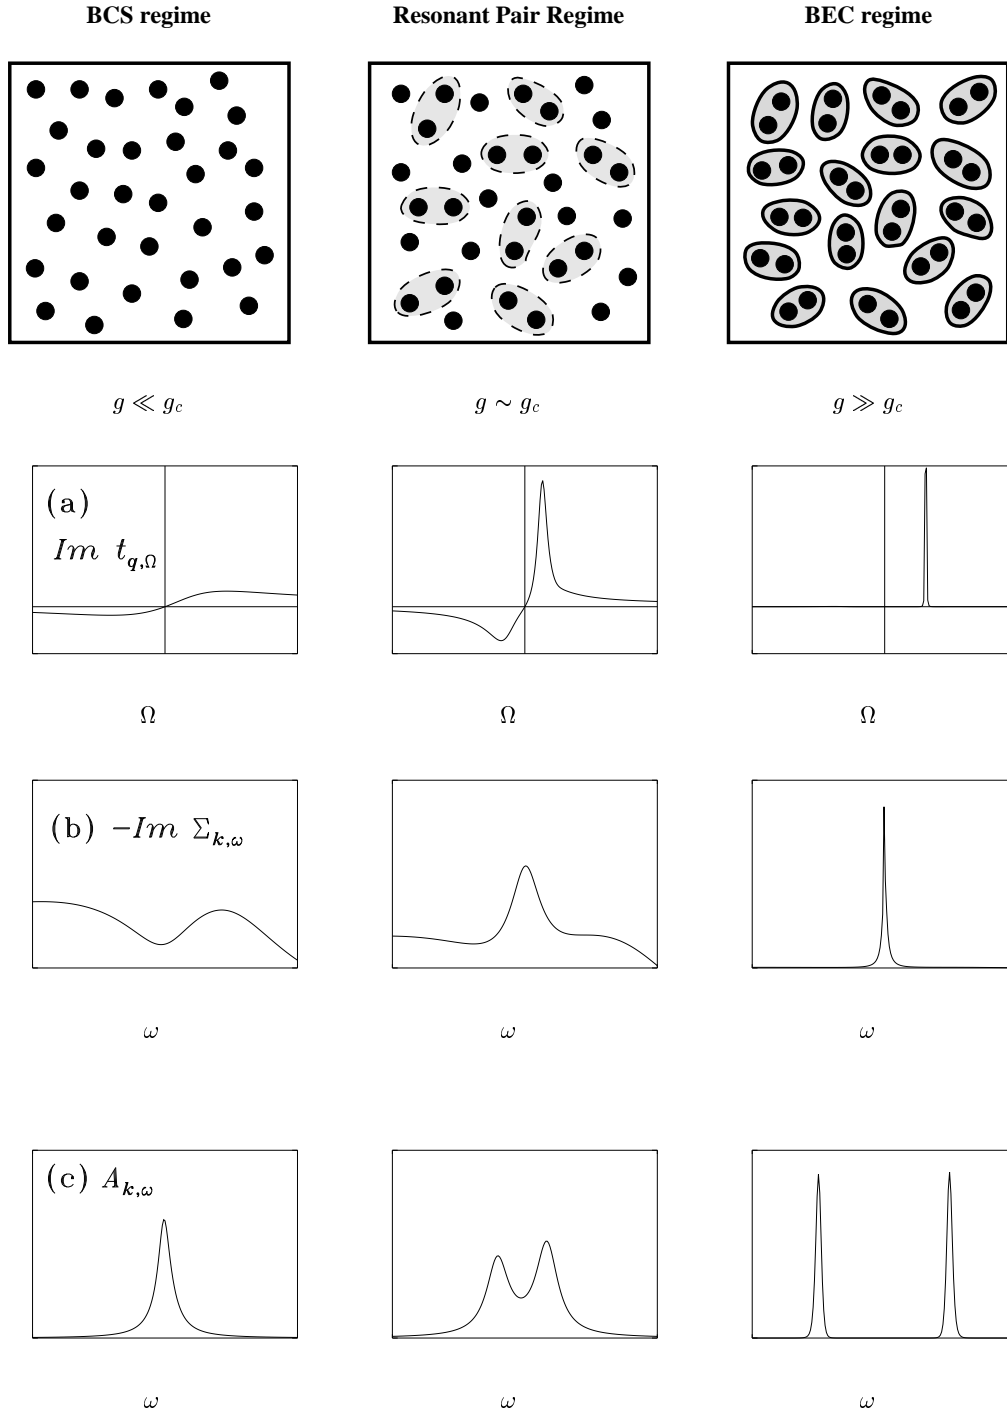 BCS regime Resonant Pair Regime BEC regime
g ≪ g_c g ∼ g_c g ≫ g_c
(a)
Im t_{q,Ω}
Ω Ω Ω
(b) −Im Σ_{k,ω}
ω ω ω
(c) A_{k,ω}
ω ω ω